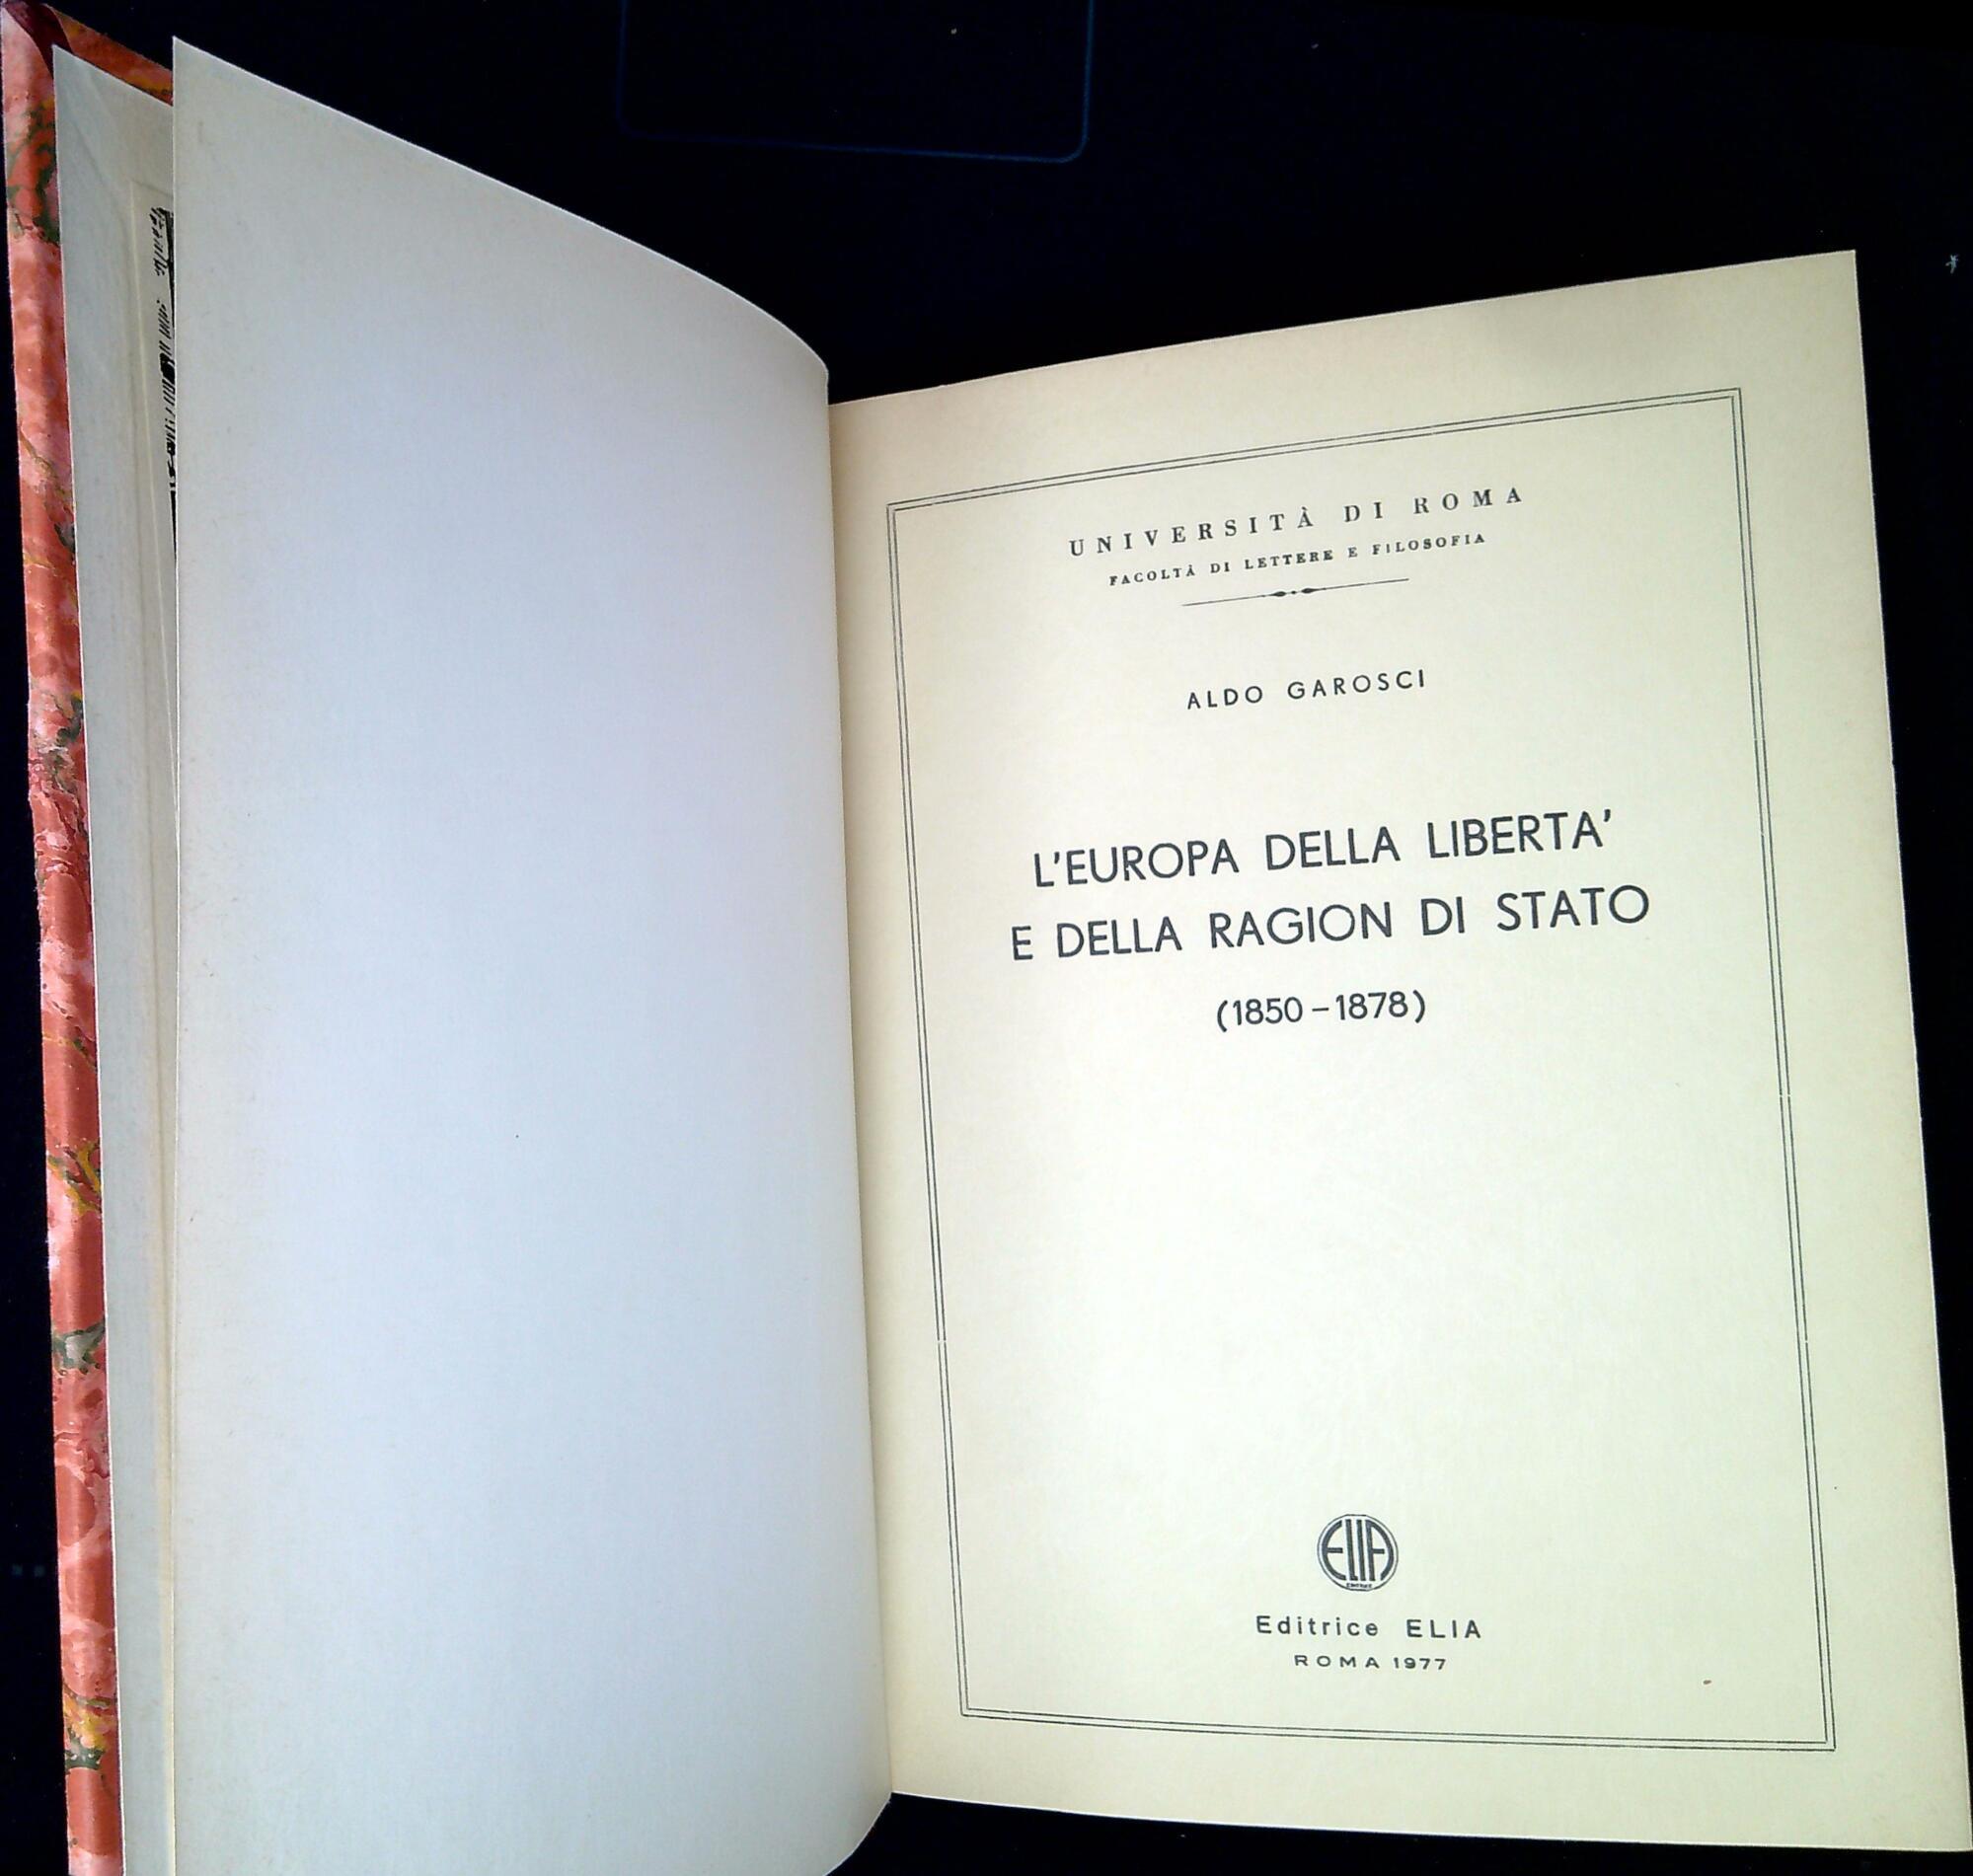 UNIVERSITÀ DI ROMA
FACOLTÀ DI LETTERE E FILOSOFIA
ALDO GAROSCI
L'EUROPA DELLA LIBERTA'
E DELLA RAGION DI STATO
(1850-1878)
ELIA
EDITRICE
Editrice ELIA
ROMA 1977